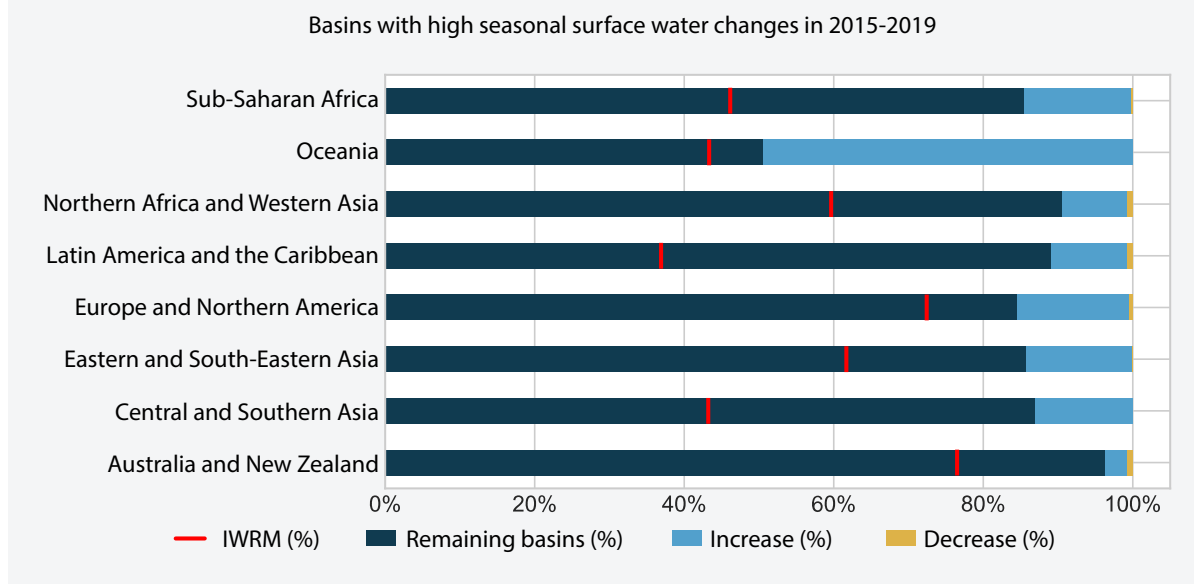 Basins with high seasonal surface water changes in 2015-2019
Sub-Saharan Africa
Oceania
Northern Africa and Western Asia
Latin America and the Caribbean
Europe and Northern America
Eastern and South-Eastern Asia
Central and Southern Asia
Australia and New Zealand
0% 20% 40% 60% 80% 100%
IWRM (%) Remaining basins (%) Increase (%) Decrease (%)